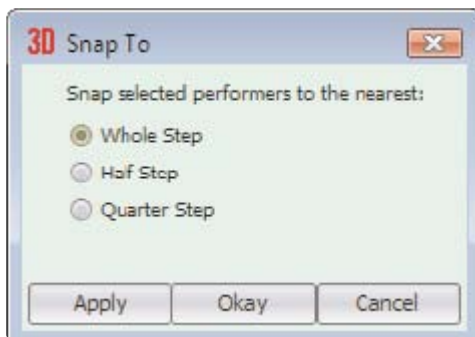 3D Snap To
Snap selected performers to the nearest:
Whole Step
Half Step
Quarter Step
Apply Okay Cancel